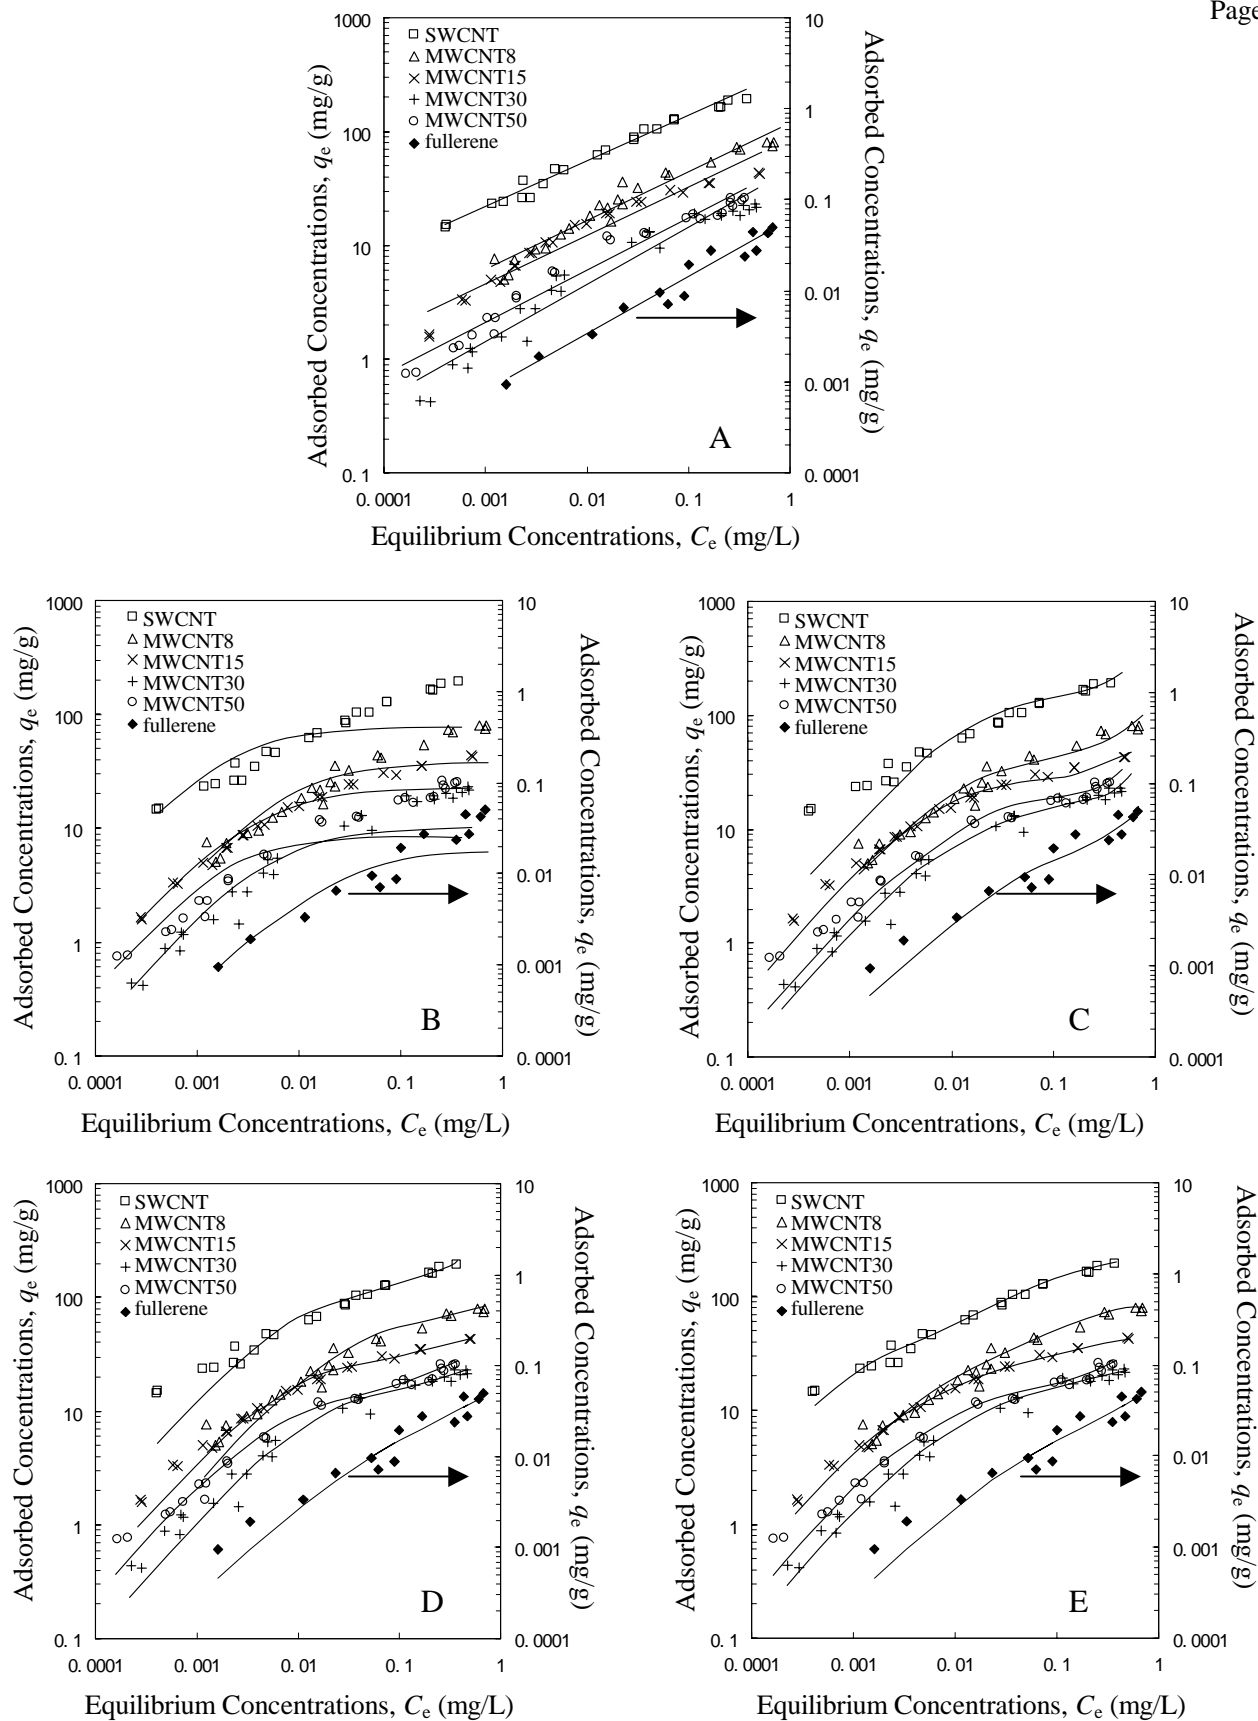 Page
1000
100
10
1
0.1
10
1
0.1
0.01
0.001
0.0001
SWCNT
MWCNT8
MWCNT15
MWCNT30
MWCNT50
fullerene
A
Adsorbed Concentrations, qe (mg/g)
Adsorbed Concentrations, qe (mg/g)
0.0001 0.001 0.01 0.1 1
Equilibrium Concentrations, Ce (mg/L)
1000
100
10
1
0.1
10
1
0.1
0.01
0.001
0.0001
SWCNT
MWCNT8
MWCNT15
MWCNT30
MWCNT50
fullerene
B
Adsorbed Concentrations, qe (mg/g)
Adsorbed Concentrations, qe (mg/g)
0.0001 0.001 0.01 0.1 1
Equilibrium Concentrations, Ce (mg/L)
1000
100
10
1
0.1
10
1
0.1
0.01
0.001
0.0001
SWCNT
MWCNT8
MWCNT15
MWCNT30
MWCNT50
fullerene
C
Adsorbed Concentrations, qe (mg/g)
Adsorbed Concentrations, qe (mg/g)
0.0001 0.001 0.01 0.1 1
Equilibrium Concentrations, Ce (mg/L)
1000
100
10
1
0.1
10
1
0.1
0.01
0.001
0.0001
SWCNT
MWCNT8
MWCNT15
MWCNT30
MWCNT50
fullerene
D
Adsorbed Concentrations, qe (mg/g)
Adsorbed Concentrations, qe (mg/g)
0.0001 0.001 0.01 0.1 1
Equilibrium Concentrations, Ce (mg/L)
1000
100
10
1
0.1
10
1
0.1
0.01
0.001
0.0001
SWCNT
MWCNT8
MWCNT15
MWCNT30
MWCNT50
fullerene
E
Adsorbed Concentrations, qe (mg/g)
Adsorbed Concentrations, qe (mg/g)
0.0001 0.001 0.01 0.1 1
Equilibrium Concentrations, Ce (mg/L)